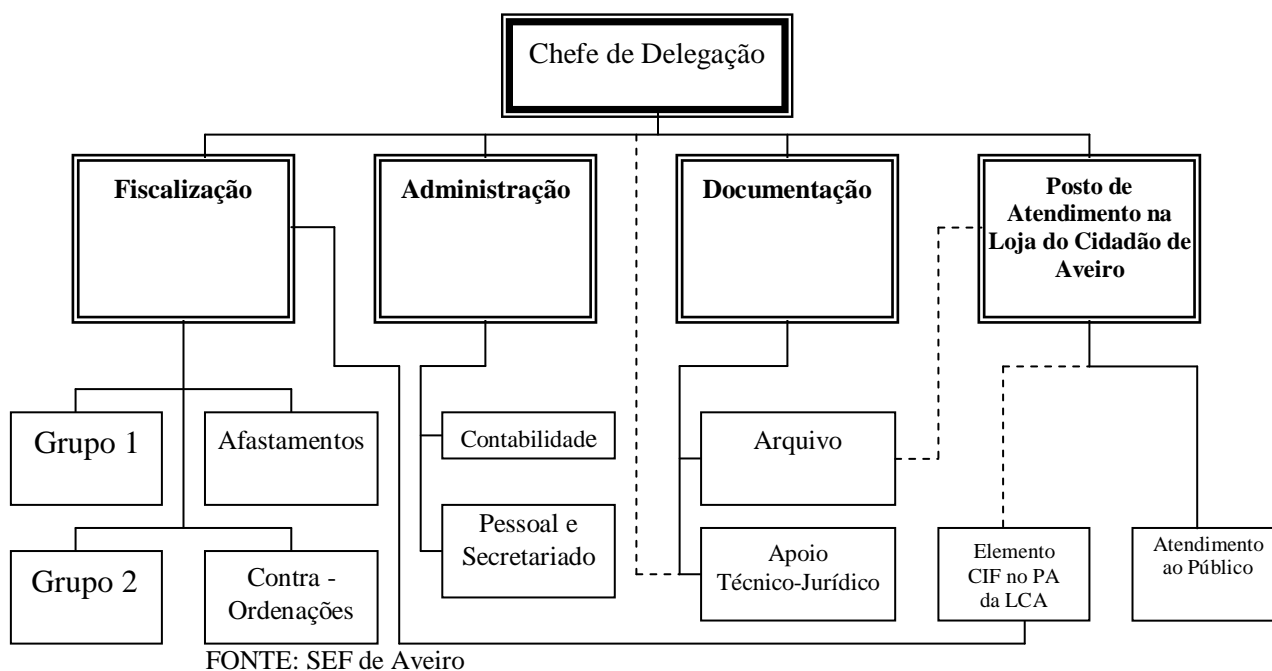 Chefe de Delegação
Fiscalização
Administração
Documentação
Posto de
Atendimento na
Loja do Cidadão de
Aveiro
Grupo 1
Afastamentos
Contabilidade
Arquivo
Grupo 2
Contra -
Ordenações
Pessoal e
Secretariado
Apoio
Técnico-Jurídico
Elemento
CIF no PA
da LCA
Atendimento
ao Público
FONTE: SEF de Aveiro